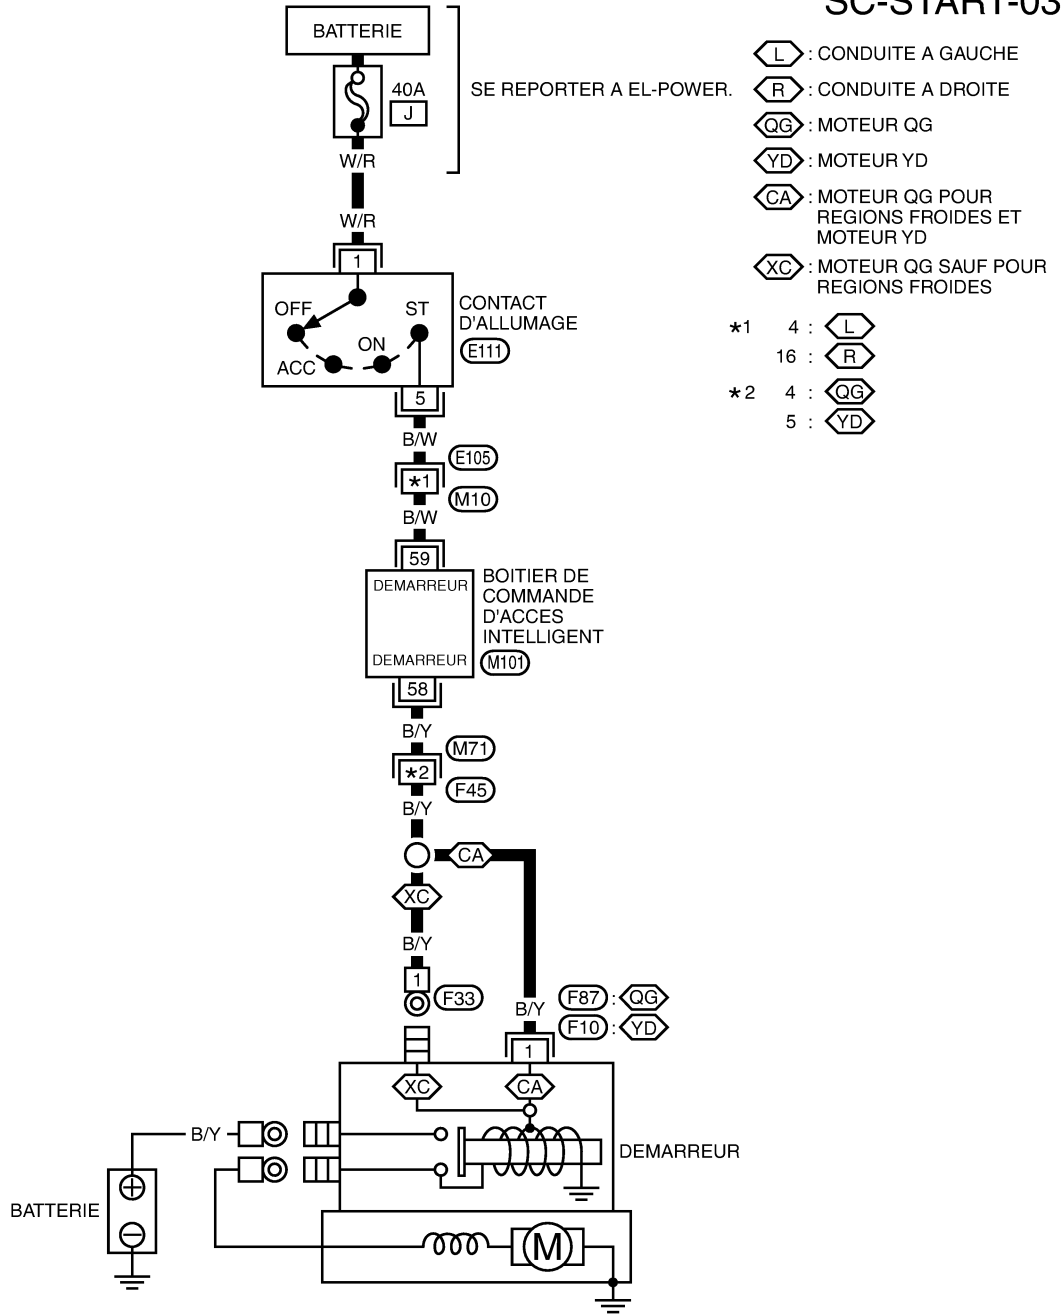 SC-START-03
BATTERIE
40A
J
SE REPORTER A EL-POWER.
W/R
W/R
1
OFF
ST
ON
ACC
CONTACT
D'ALLUMAGE
E111
5
B/W
E105
*1
M10
B/W
59
DEMARREUR
BOITIER DE
COMMANDE
D'ACCES
INTELLIGENT
DEMARREUR
M101
58
B/Y
M71
*2
F45
B/Y
CA
XC
B/Y
1
F33
B/Y
F87 : QG
F10 : YD
1
XC
CA
B/Y
DEMARREUR
BATTERIE
M
L : CONDUITE A GAUCHE
R : CONDUITE A DROITE
QG : MOTEUR QG
YD : MOTEUR YD
CA : MOTEUR QG POUR
REGIONS FROIDES ET
MOTEUR YD
XC : MOTEUR QG SAUF POUR
REGIONS FROIDES
*1 4 : L
16 : R
*2 4 : QG
5 : YD